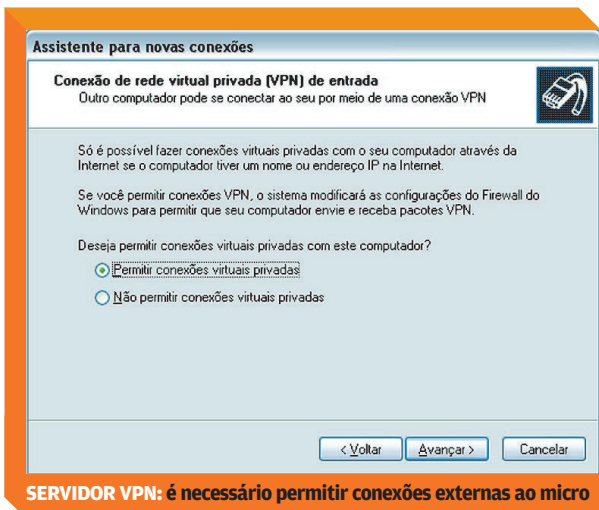 Assistente para novas conexões
Conexão de rede virtual privada (VPN) de entrada
Outro computador pode se conectar ao seu por meio de uma conexão VPN
Só é possível fazer conexões virtuais privadas com o seu computador através da
Internet se o computador tiver um nome ou endereço IP na Internet.
Se você permitir conexões VPN, o sistema modificará as configurações do Firewall do
Windows para permitir que seu computador envie e receba pacotes VPN.
Deseja permitir conexões virtuais privadas com este computador?
Permitir conexões virtuais privadas
Não permitir conexões virtuais privadas
< Voltar Avançar > Cancelar
SERVIDOR VPN: é necessário permitir conexões externas ao micro